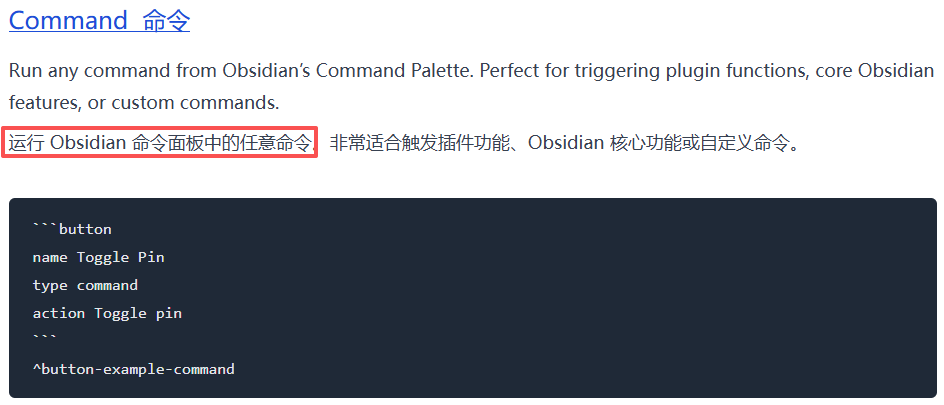 Command  命令
Run any command from Obsidian’s Command Palette. Perfect for triggering plugin functions, core Obsidian
features, or custom commands.
运行 Obsidian 命令面板中的任意命令。非常适合触发插件功能、Obsidian 核心功能或自定义命令。
```button
name Toggle Pin
type command
action Toggle pin
```
^button-example-command